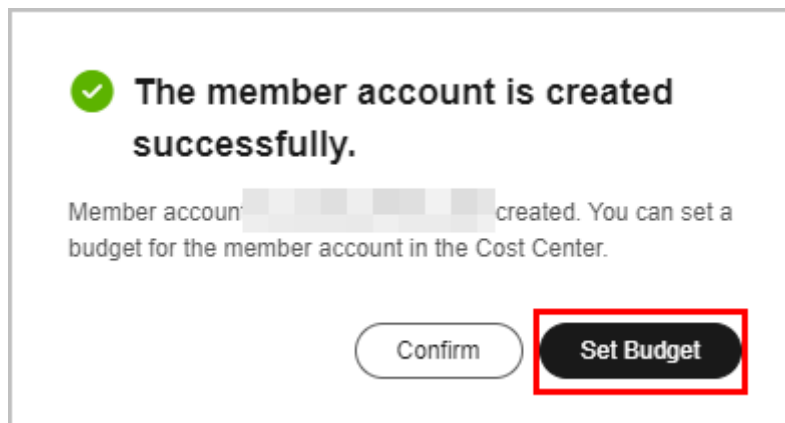 The member account is created
successfully.
Member account created. You can set a
budget for the member account in the Cost Center.
Confirm
Set Budget